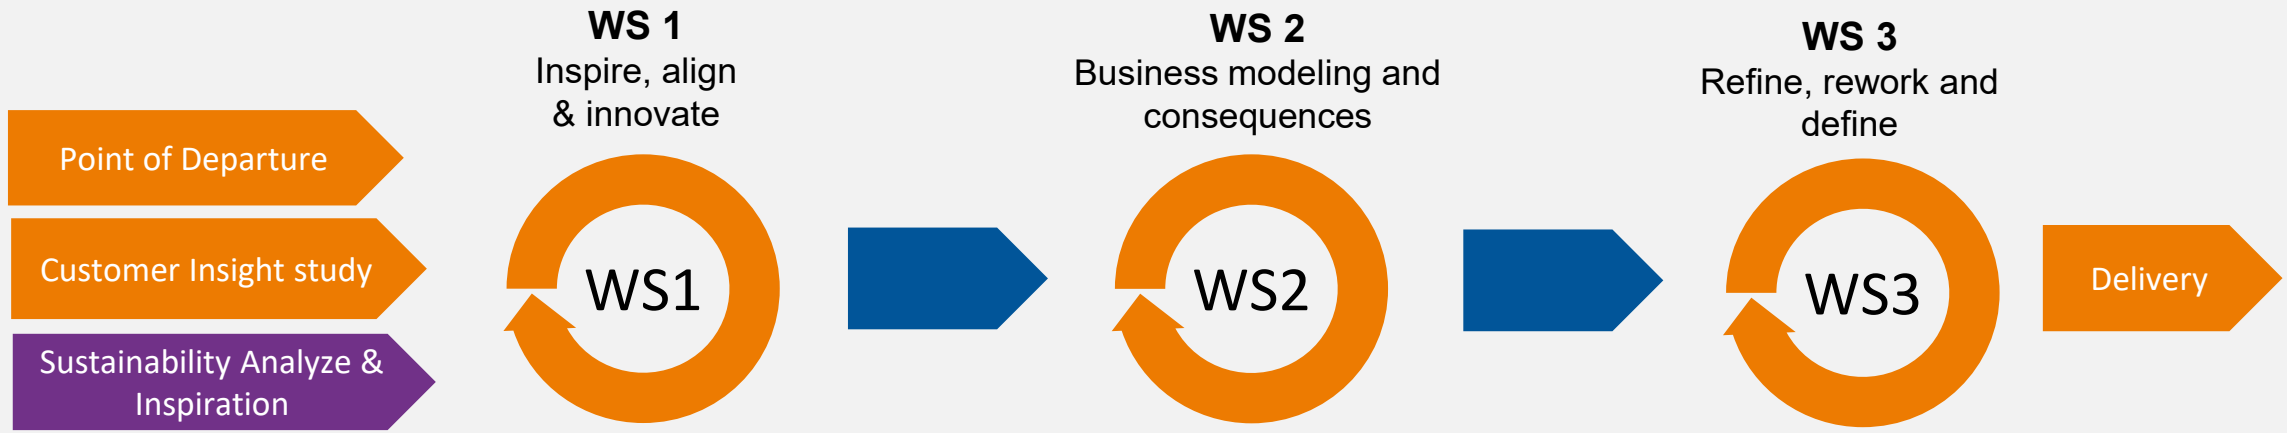 WS 1
Inspire, align
& innovate
WS 2
Business modeling and
consequences
WS 3
Refine, rework and
define
Point of Departure
Customer Insight study
Sustainability Analyze &
Inspiration
WS1
WS2
WS3
Delivery